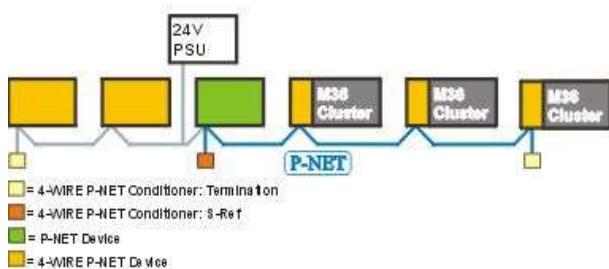 24V
PSU
M36
Cluster
M36
Cluster
M36
Cluster
P-NET
= 4-WIRE P-NET Conditioner: Termination
= 4-WIRE P-NET Conditioner: S-Ref
= P-NET Device
= 4-WIRE P-NET Device